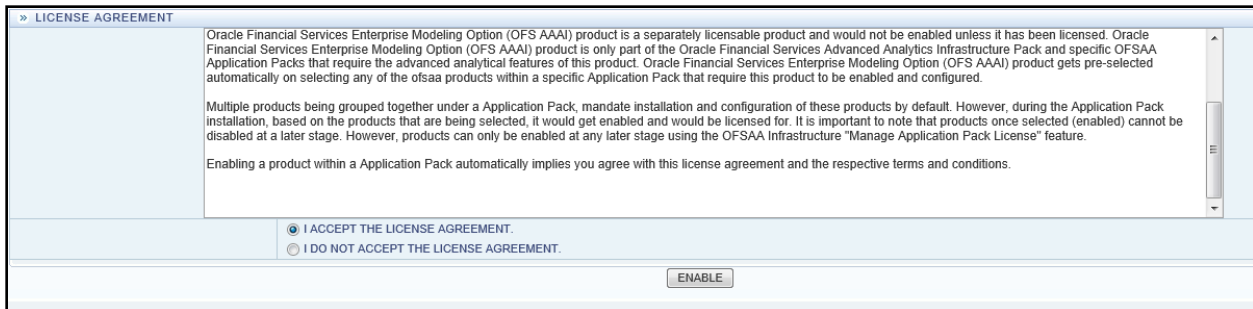 » LICENSE AGREEMENT
Oracle Financial Services Enterprise Modeling Option (OFS AAAI) product is a separately licensable product and would not be enabled unless it has been licensed. Oracle
Financial Services Enterprise Modeling Option (OFS AAAI) product is only part of the Oracle Financial Services Advanced Analytics Infrastructure Pack and specific OFSAA
Application Packs that require the advanced analytical features of this product. Oracle Financial Services Enterprise Modeling Option (OFS AAAI) product gets pre-selected
automatically on selecting any of the ofsaa products within a specific Application Pack that require this product to be enabled and configured.
Multiple products being grouped together under a Application Pack, mandate installation and configuration of these products by default. However, during the Application Pack
installation, based on the products that are being selected, it would get enabled and would be licensed for. It is important to note that products once selected (enabled) cannot be
disabled at a later stage. However, products can only be enabled at any later stage using the OFSAA Infrastructure "Manage Application Pack License" feature.
Enabling a product within a Application Pack automatically implies you agree with this license agreement and the respective terms and conditions.
I ACCEPT THE LICENSE AGREEMENT.
I DO NOT ACCEPT THE LICENSE AGREEMENT.
ENABLE